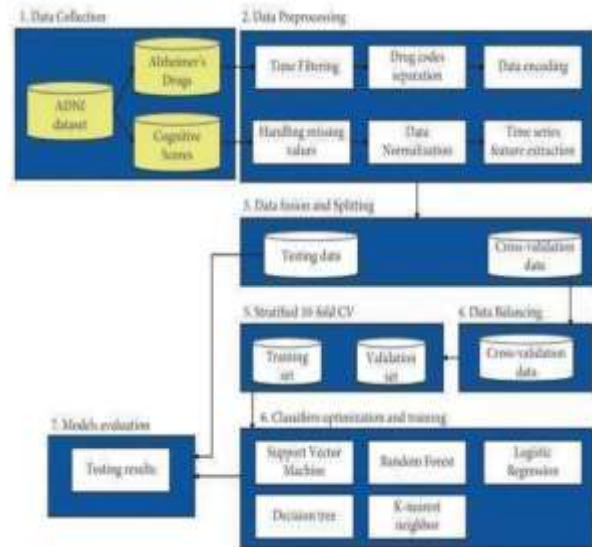 1. Data Collection
ADNI
dataset
Alzheimer's
Drugs
Cognitive
Scores
2. Data Preprocessing
Time Filtering
Drug codes
separation
Data encoding
Handling missing
values
Data
Normalization
Time series
feature extraction
3. Data fusion and Splitting
Testing data
Cross-validation
data
5. Stratified 10-fold CV
Training
set
Validation
set
4. Data Balancing
Cross-validation
data
6. Classifiers optimization and training
Support Vector
Machine
Random Forest
Logistic
Regression
Decision tree
K-nearest
neighbor
7. Models evaluation
Testing results